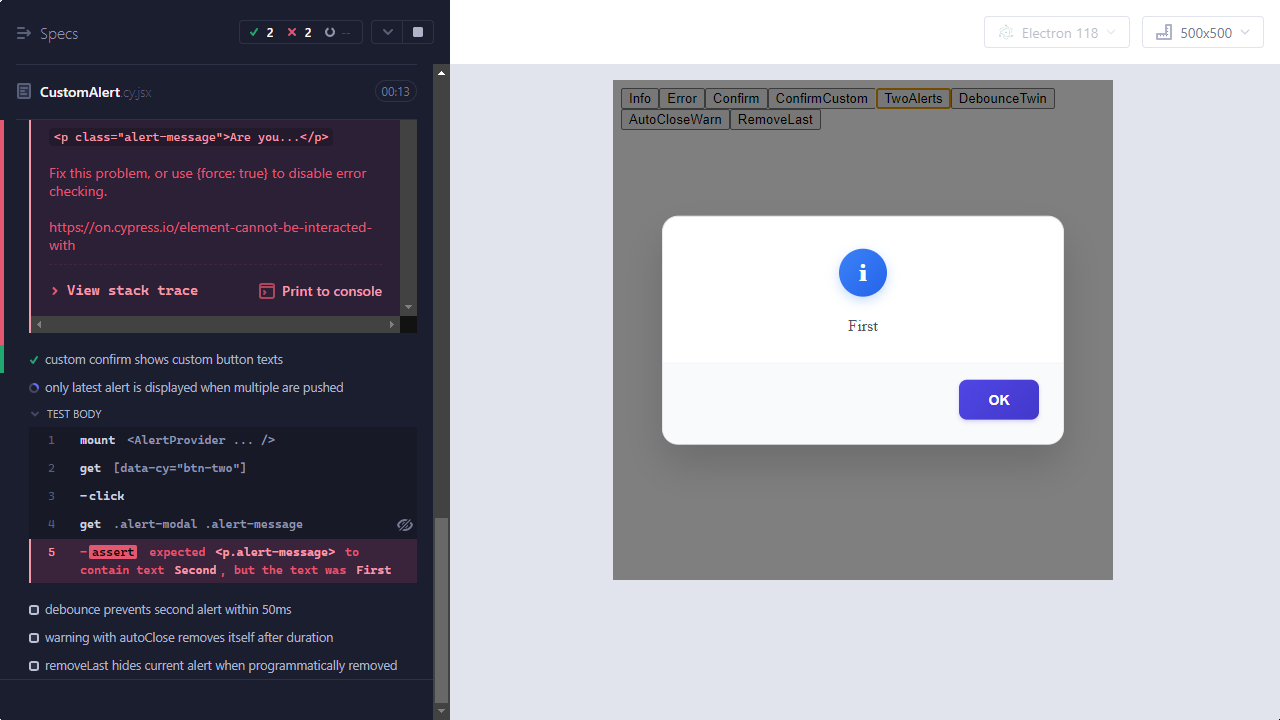 Specs
2
2
--
Electron 118
500x500
CustomAlert.cy.jsx
00:13
<p class="alert-message">Are you...</p>
Fix this problem, or use {force: true} to disable error
checking.
https://on.cypress.io/element-cannot-be-interacted-
with
View stack trace
Print to console
custom confirm shows custom button texts
only latest alert is displayed when multiple are pushed
TEST BODY
1 mount <AlertProvider ... />
2 get [data-cy="btn-two"]
3 -click
4 get .alert-modal .alert-message
5 -assert expected <p.alert-message> to
contain text Second, but the text was First
debounce prevents second alert within 50ms
warning with autoClose removes itself after duration
removeLast hides current alert when programmatically removed
Info Error Confirm ConfirmCustom TwoAlerts DebounceTwin
AutoCloseWarn RemoveLast
i
First
OK